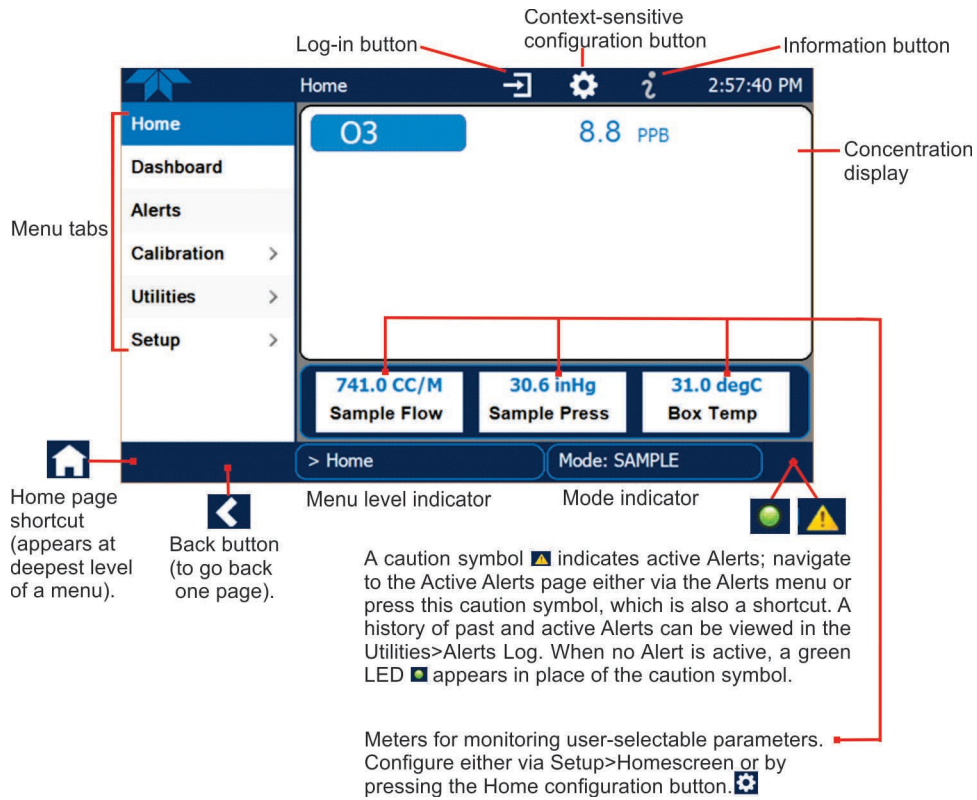 Context-sensitive
configuration button
Log-in button
Information button
Home
2:57:40 PM
Home
Dashboard
Alerts
Calibration >
Utilities >
Setup >
O3
8.8 PPB
Concentration
display
Menu tabs
741.0 CC/M
Sample Flow
30.6 inHg
Sample Press
31.0 degC
Box Temp
> Home
Mode: SAMPLE
Home page
shortcut
(appears at
deepest level
of a menu).
Back button
(to go back
one page).
Menu level indicator
Mode indicator
A caution symbol indicates active Alerts; navigate
to the Active Alerts page either via the Alerts menu or
press this caution symbol, which is also a shortcut. A
history of past and active Alerts can be viewed in the
Utilities>Alerts Log. When no Alert is active, a green
LED appears in place of the caution symbol.
Meters for monitoring user-selectable parameters.
Configure either via Setup>Homescreen or by
pressing the Home configuration button.